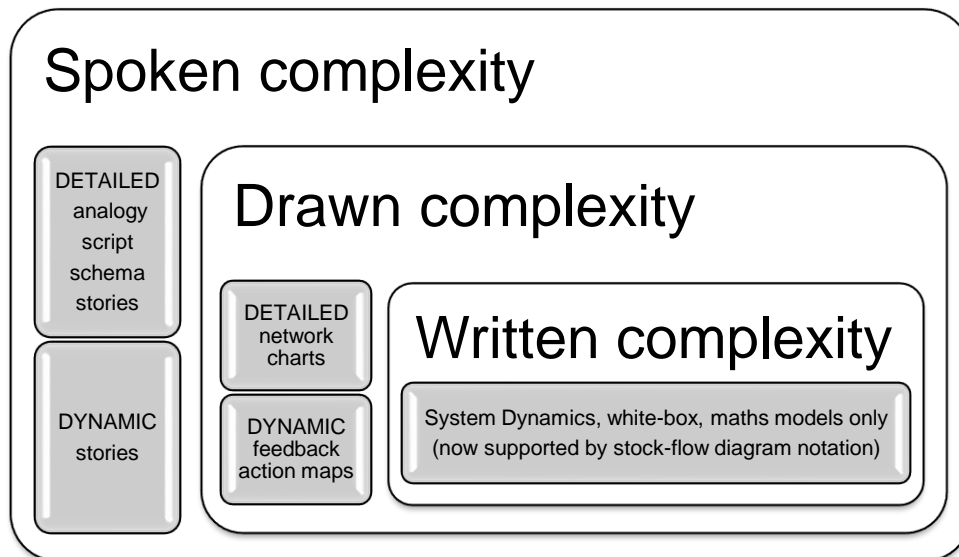 Spoken complexity
DETAILED
analogy
script
schema
stories
DYNAMIC
stories
Drawn complexity
DETAILED
network
charts
DYNAMIC
feedback
action maps
Written complexity
System Dynamics, white-box, maths models only
(now supported by stock-flow diagram notation)